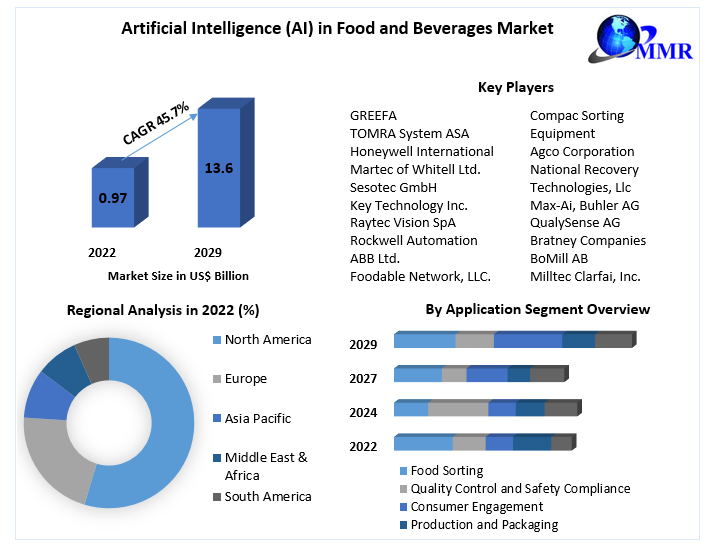 Artificial Intelligence (AI) in Food and Beverages Market
MMR
CAGR 45.7%
0.97
13.6
2022
2029
Market Size in US$ Billion
Key Players
GREEFA
TOMRA System ASA
Honeywell International
Martec of Whitell Ltd.
Sesotec GmbH
Key Technology Inc.
Raytec Vision SpA
Rockwell Automation
ABB Ltd.
Foodable Network, LLC.
Compac Sorting
Equipment
Agco Corporation
National Recovery
Technologies, Llc
Max-Ai, Buhler AG
QualySense AG
Bratney Companies
BoMill AB
Milltec Clarfai, Inc.
Regional Analysis in 2022 (%)
North America
Europe
Asia Pacific
Middle East &
Africa
South America
By Application Segment Overview
2029
2027
2024
2022
Food Sorting
Quality Control and Safety Compliance
Consumer Engagement
Production and Packaging